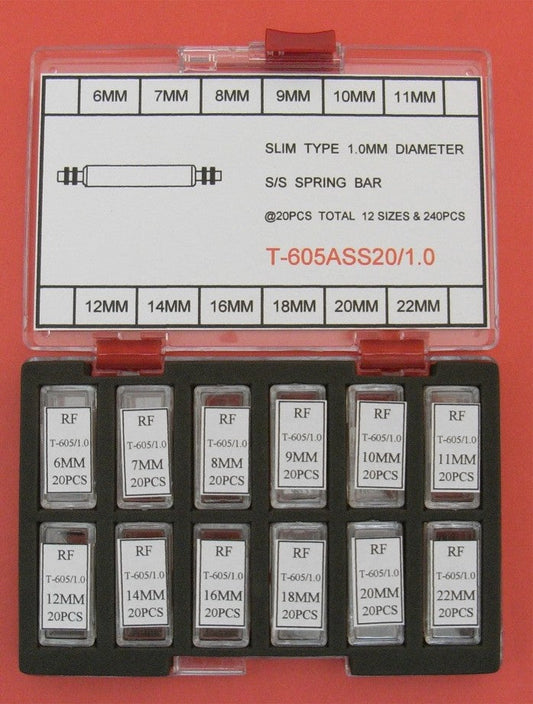 6MM 7MM 8MM 9MM 10MM 11MM
SLIM TYPE 1.0MM DIAMETER
S/S SPRING BAR
@20PCS TOTAL 12 SIZES & 240PCS
T-605ASS20/1.0
12MM 14MM 16MM 18MM 20MM 22MM
RF
T-605/1.0
6MM
20PCS
RF
T-605/1.0
7MM
20PCS
RF
T-605/1.0
8MM
20PCS
RF
T-605/1.0
9MM
20PCS
RF
T-605/1.0
10MM
20PCS
RF
T-605/1.0
11MM
20PCS
RF
T-605/1.0
12MM
20PCS
RF
T-605/1.0
14MM
20PCS
RF
T-605/1.0
16MM
20PCS
RF
T-605/1.0
18MM
20PCS
RF
T-605/1.0
20MM
20PCS
RF
T-605/1.0
22MM
20PCS